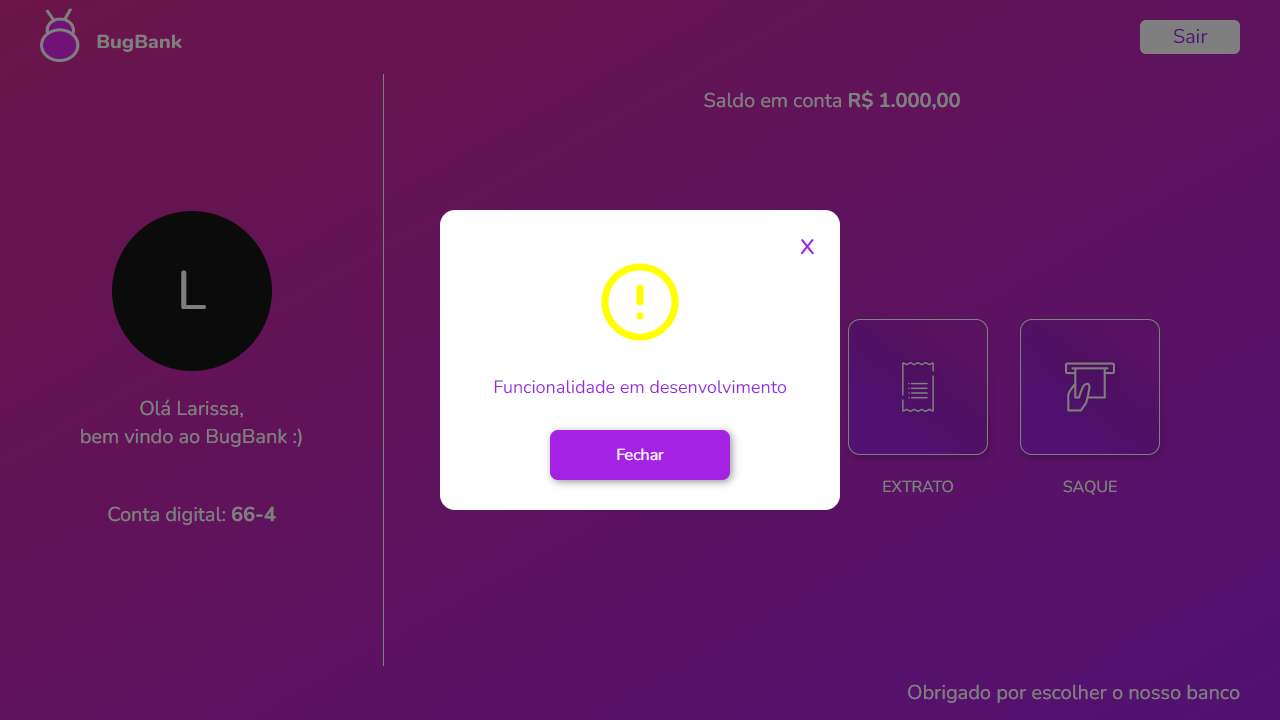 BugBank
Sair
Saldo em conta R$ 1.000,00
L
Olá Larissa,
bem vindo ao BugBank :)
Conta digital: 66-4
X
Funcionalidade em desenvolvimento
Fechar
EXTRATO
SAQUE
Obrigado por escolher o nosso banco